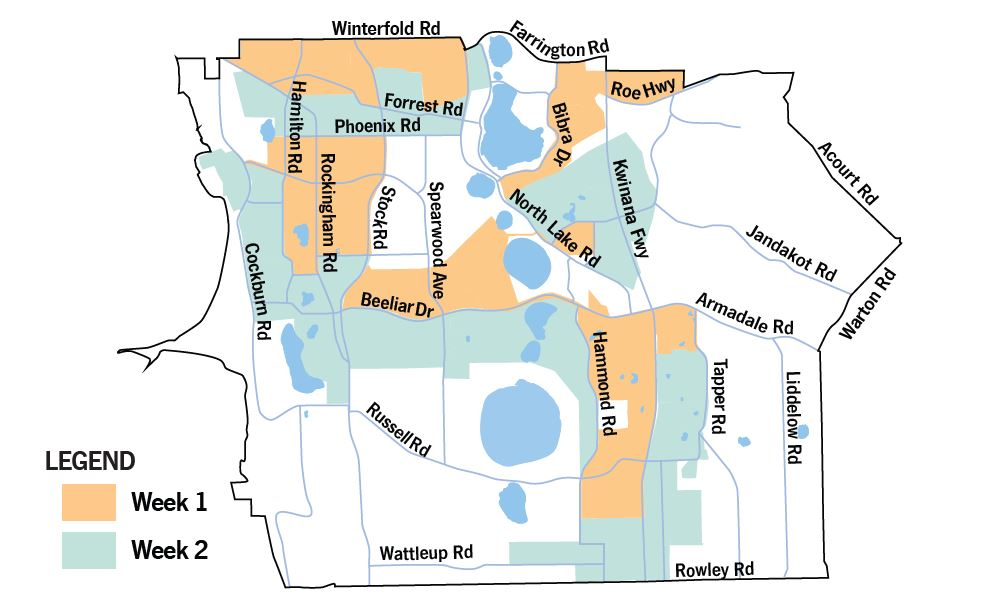 Winterfold Rd
Farrington Rd
Roe Hwy
Hamilton Rd
Forrest Rd
Phoenix Rd
Bibra Dr
Acourt Rd
Rockingham Rd
Stock Rd
Spearwood Ave
North Lake Rd
Kwinana Fwy
Jandakot Rd
Cockburn Rd
Beeliar Dr
Armadale Rd
Warton Rd
Hammond Rd
Tapper Rd
Liddelow Rd
Russell Rd
LEGEND
Week 1
Week 2
Wattleup Rd
Rowley Rd